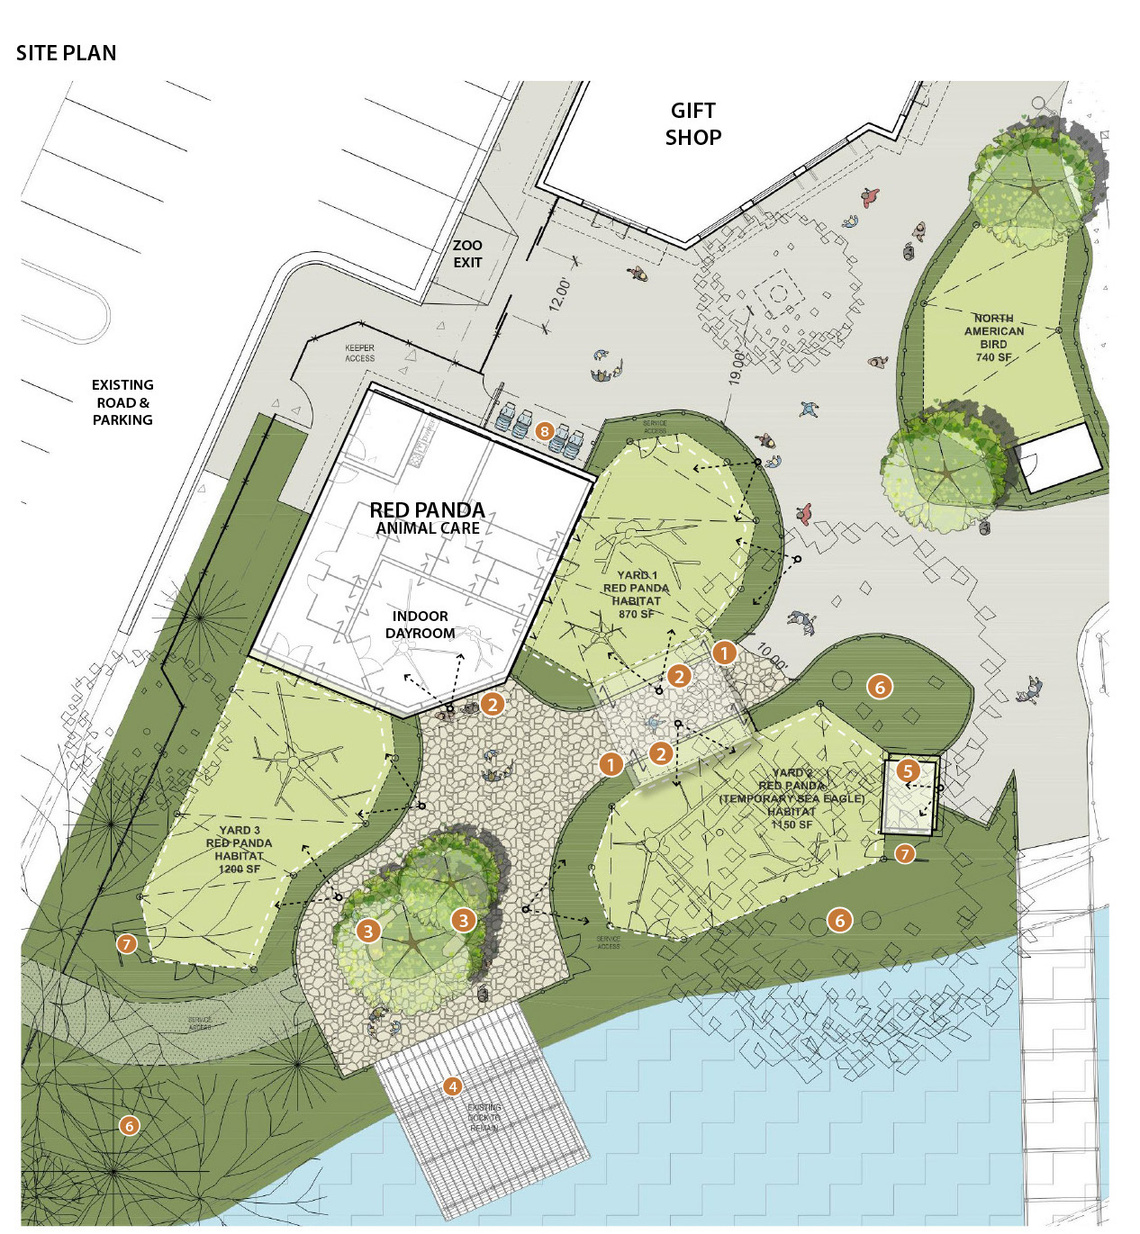 SITE PLAN
GIFT
SHOP
ZOO
EXIT
12.00'
19.00'
NORTH
AMERICAN
BIRD
740 SF
KEEPER
ACCESS
EXISTING
ROAD &
PARKING
8
SERVICE
ACCESS
RED PANDA
ANIMAL CARE
INDOOR
DAYROOM
YARD 1
RED PANDA
HABITAT
870 SF
10.00'
1
2
2
6
1
2
5
YARD 2
RED PANDA
(TEMPORARY SEA EAGLE)
HABITAT
1150 SF
YARD 3
RED PANDA
HABITAT
1200 SF
7
3
3
6
7
SERVICE
ACCESS
SERVICE
ACCESS
4
EXISTING
DOCK TO
REMAIN
6